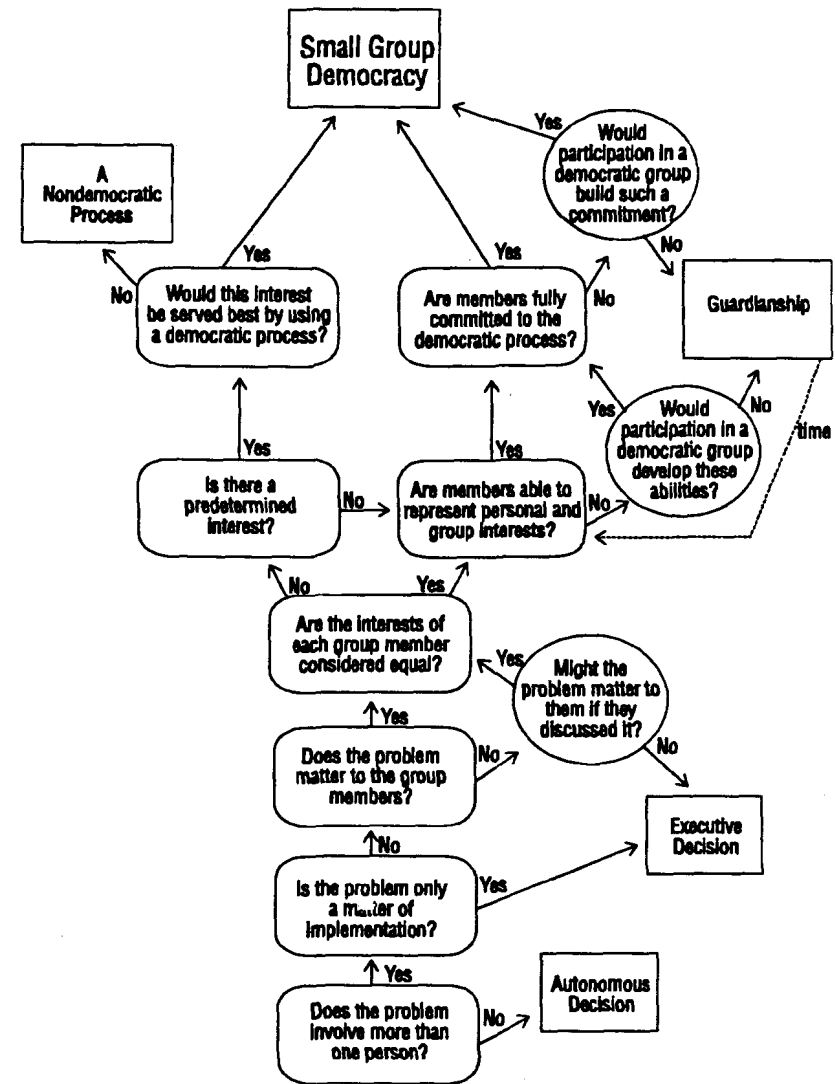 Small Group
Democracy
Yes
Would
participation in a
democratic group
build such a
commitment?
No
A
Nondemocratic
Process
Yes
No
Would this interest
be served best by using
a democratic process?
Yes
Are members fully
committed to the
democratic process?
No
Guardianship
Yes
Would
participation in a
democratic group
develop these
abilities?
No
time
Yes
Is there a
predetermined
interest?
No
Yes
Are members able to
represent personal and
group interests?
No
No
Yes
Are the interests of
each group member
considered equal?
Yes
Might the
problem matter to
them if they
discussed it?
No
Yes
Does the problem
matter to the group
members?
No
Executive
Decision
No
Is the problem only
a matter of
implementation?
Yes
Yes
Autonomous
Decision
Does the problem
involve more than
one person?
No